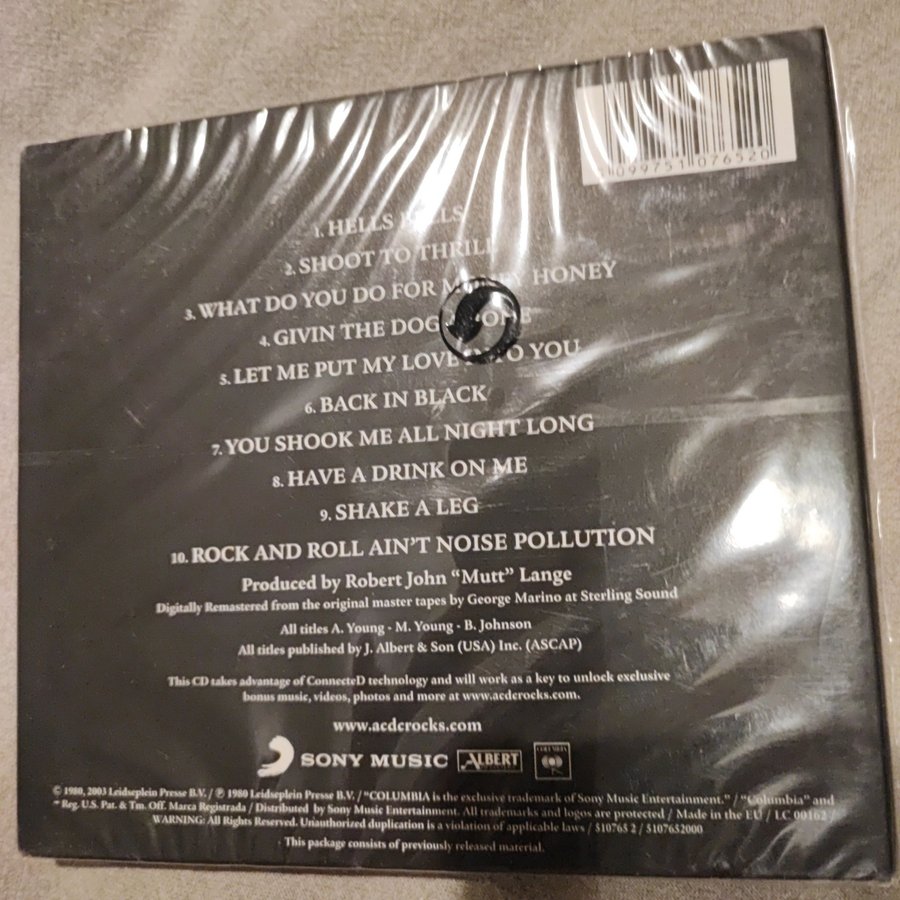 5099751 076520
1. HELLS BELLS
2. SHOOT TO THRILL
3. WHAT DO YOU DO FOR MONEY HONEY
4. GIVIN THE DOG A BONE
5. LET ME PUT MY LOVE INTO YOU
6. BACK IN BLACK
7. YOU SHOOK ME ALL NIGHT LONG
8. HAVE A DRINK ON ME
9. SHAKE A LEG
10. ROCK AND ROLL AIN'T NOISE POLLUTION
Produced by Robert John “Mutt” Lange
Digitally Remastered from the original master tapes by George Marino at Sterling Sound
All titles A. Young - M. Young - B. Johnson
All titles published by J. Albert & Son (USA) Inc. (ASCAP)
This CD takes advantage of ConnecteD technology and will work as a key to unlock exclusive
bonus music, videos, photos and more at www.acdcrocks.com.
www.acdcrocks.com
SONY MUSIC ALBERT COLUMBIA
© 1980, 2003 Leidseplein Presse B.V. / ℗ 1980 Leidseplein Presse B.V. / “COLUMBIA is the exclusive trademark of Sony Music Entertainment.” / “Columbia” and
Reg. U.S. Pat. & Tm. Off. Marca Registrada / Distributed by Sony Music Entertainment. All trademarks and logos are protected / Made in the EU / LC 00162 /
WARNING: All Rights Reserved. Unauthorized duplication is a violation of applicable laws / 510765 2 / 5107652000
This package consists of previously released material.